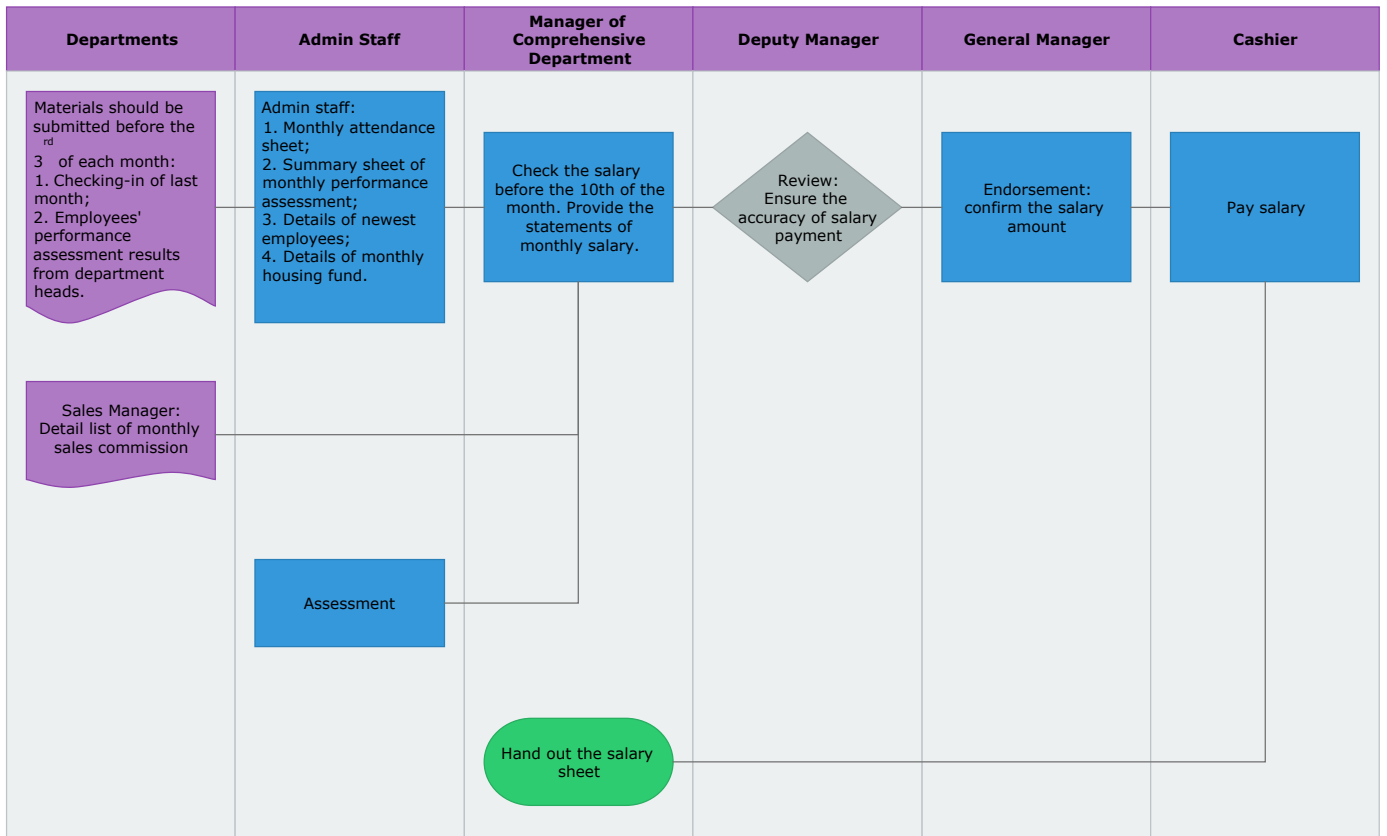 Departments
Admin Staff
Manager of
Comprehensive
Department
Deputy Manager
General Manager
Cashier
Materials should be
submitted before the
rd
3 of each month:
1. Checking-in of last
month;
2. Employees'
performance
assessment results
from department
heads.
Admin staff:
1. Monthly attendance
sheet;
2. Summary sheet of
monthly performance
assessment;
3. Details of newest
employees;
4. Details of monthly
housing fund.
Check the salary
before the 10th of the
month. Provide the
statements of
monthly salary.
Review:
Ensure the
accuracy of salary
payment
Endorsement:
confirm the salary
amount
Pay salary
Sales Manager:
Detail list of monthly
sales commission
Assessment
Hand out the salary
sheet